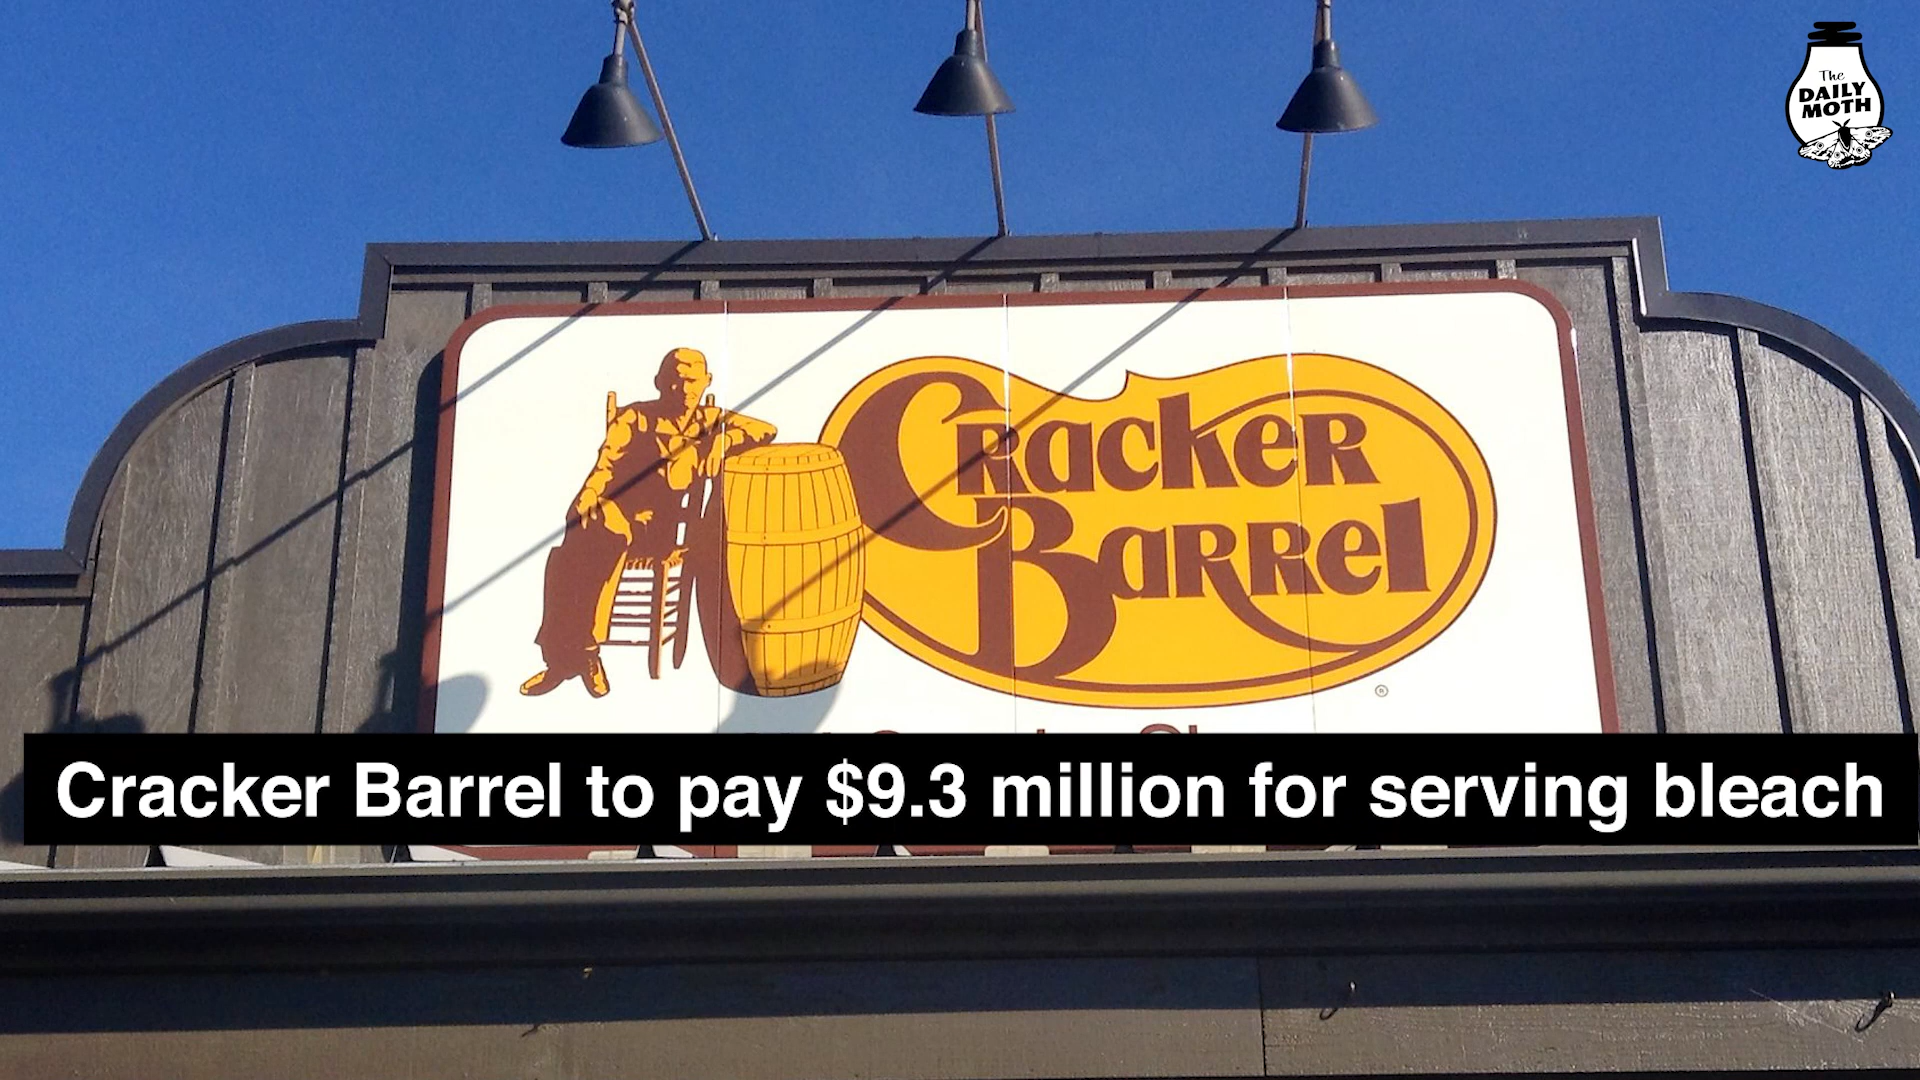 The
DAILY
MOTH
Cracker
Barrel
®
Cracker Barrel to pay $9.3 million for serving bleach